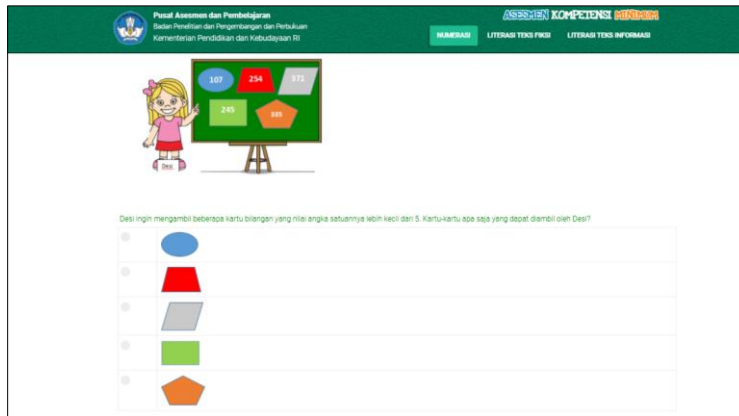 Pusat Asesmen dan Pembelajaran
Badan Penelitian dan Pengembangan dan Perbukuan
Kementerian Pendidikan dan Kebudayaan RI
ASESMEN KOMPETENSI MINIMUM
NUMERASI LITERASI TEKS FIKSI LITERASI TEKS INFORMASI
107 254 371
245
Desi
Desi ingin mengambil beberapa kartu bilangan yang nilai angka satuannya lebih kecil dari 5. Kartu-kartu apa saja yang dapat diambil oleh Desi?